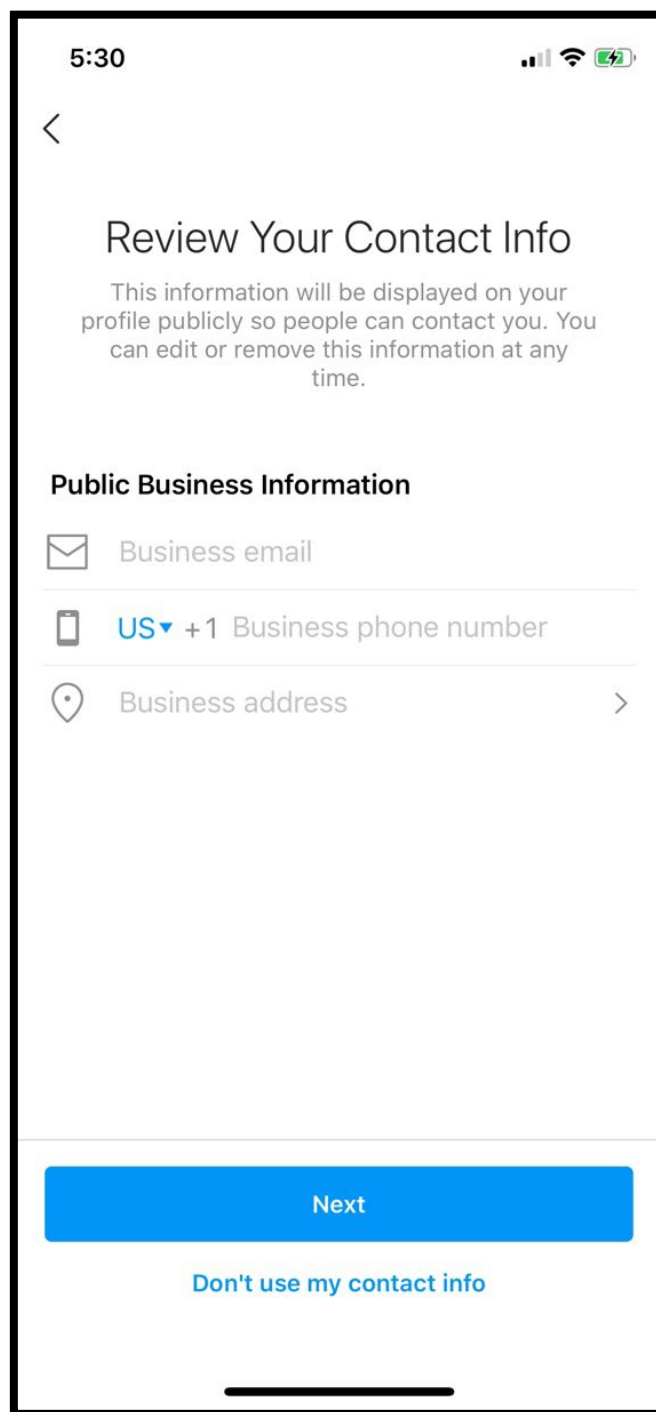 5:30
Review Your Contact Info
This information will be displayed on your
profile publicly so people can contact you. You
can edit or remove this information at any
time.
Public Business Information
Business email
US▾ +1 Business phone number
Business address
Next
Don't use my contact info